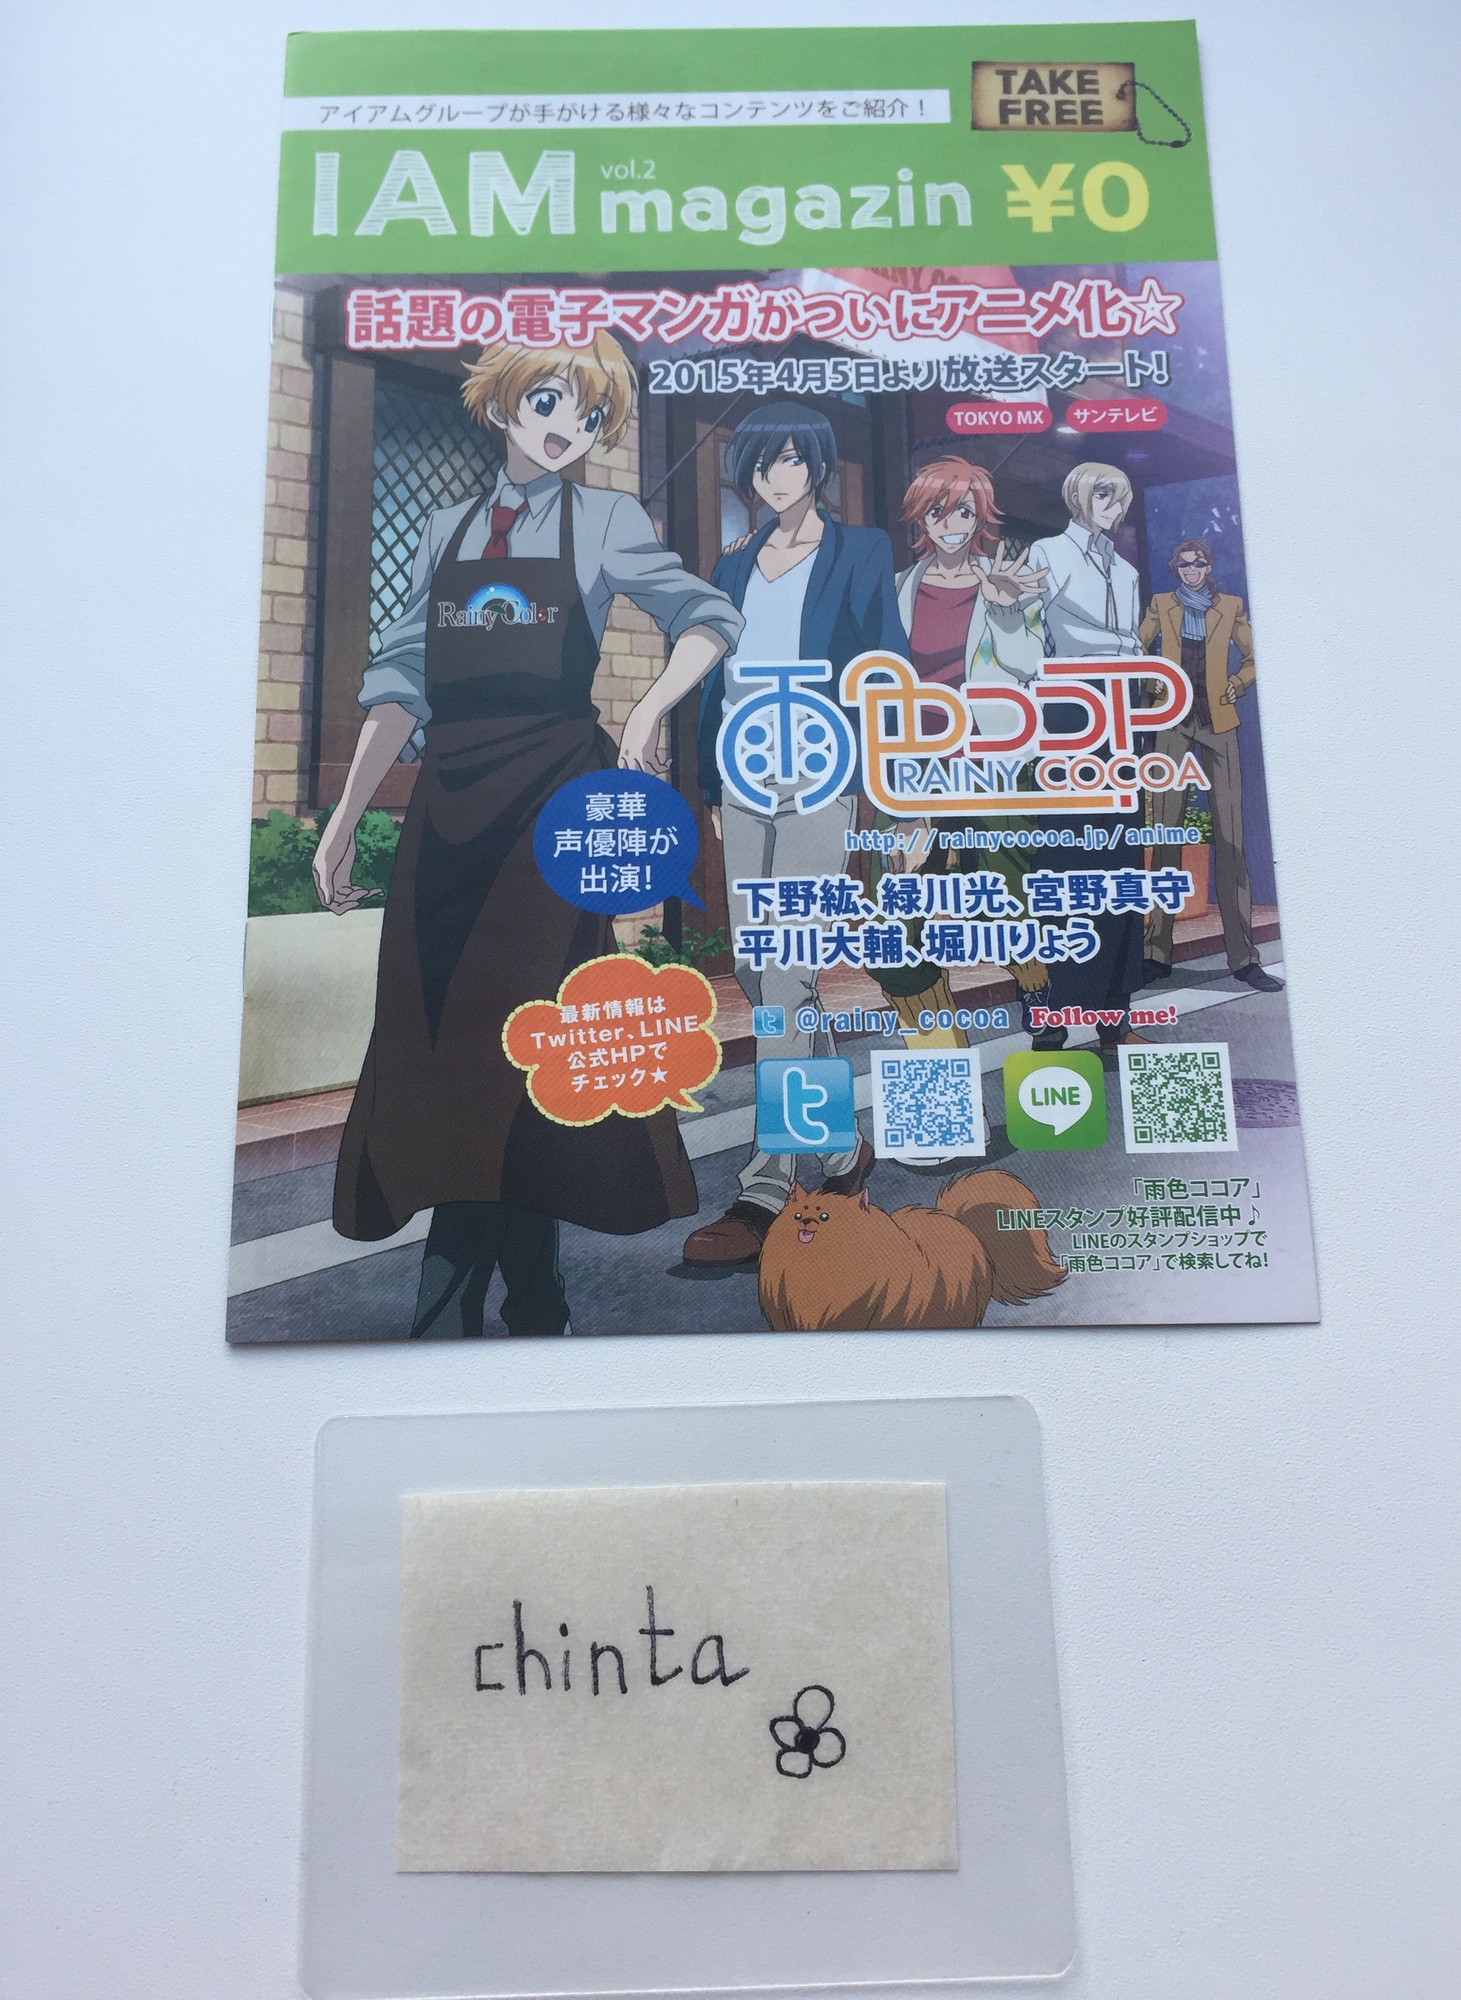 アイアムグループが手がける様々なコンテンツをご紹介！
TAKE
FREE
IAM vol.2 magazin ¥0
話題の電子マンガがついにアニメ化☆
2015年4月5日より放送スタート!
TOKYO MX サンテレビ
Rainy Color
雨色ココア
RAINY COCOA
http://rainycocoa.jp/anime
豪華
声優陣が
出演!
下野紘、緑川光、宮野真守
平川大輔、堀川りょう
最新情報は
Twitter、LINE
公式HPで
チェック★
@rainy_cocoa Follow me!
LINE
「雨色ココア」
LINEスタンプ好評配信中♪
LINEのスタンプショップで
「雨色ココア」で検索してね!
chinta